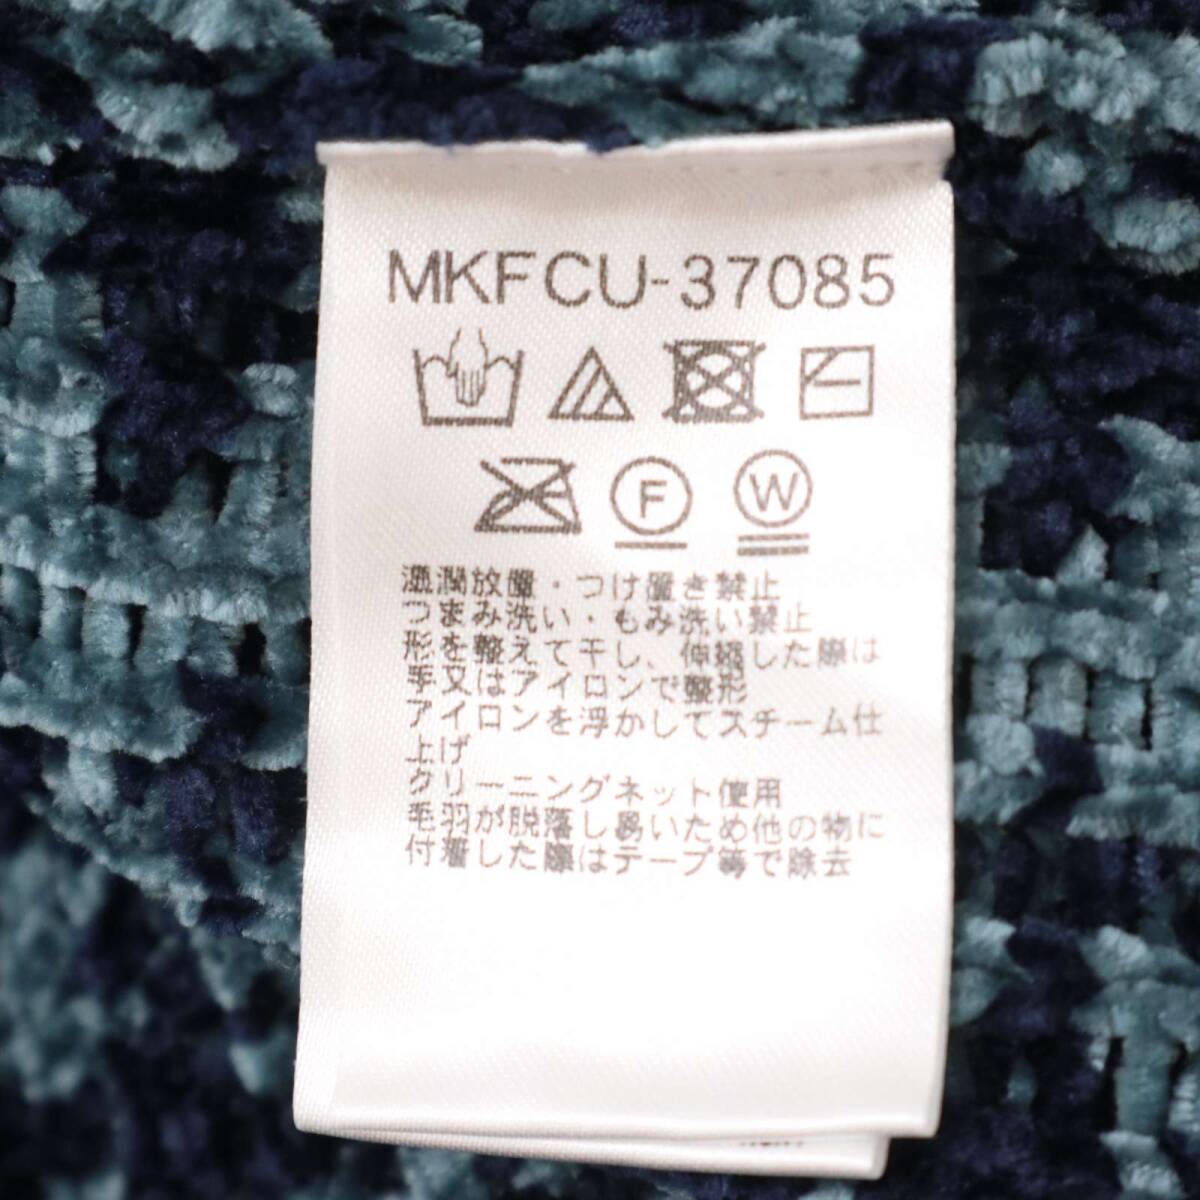 MKFCU-37085
F W
湿潤放置・つけ置き禁止
つまみ洗い・もみ洗い禁止
形を整えて干し、伸縮した際は
手又はアイロンで整形
アイロンを浮かしてスチーム仕
上げ
クリーニングネット使用
毛羽が脱落し易いため他の物に
付着した際はテープ等で除去